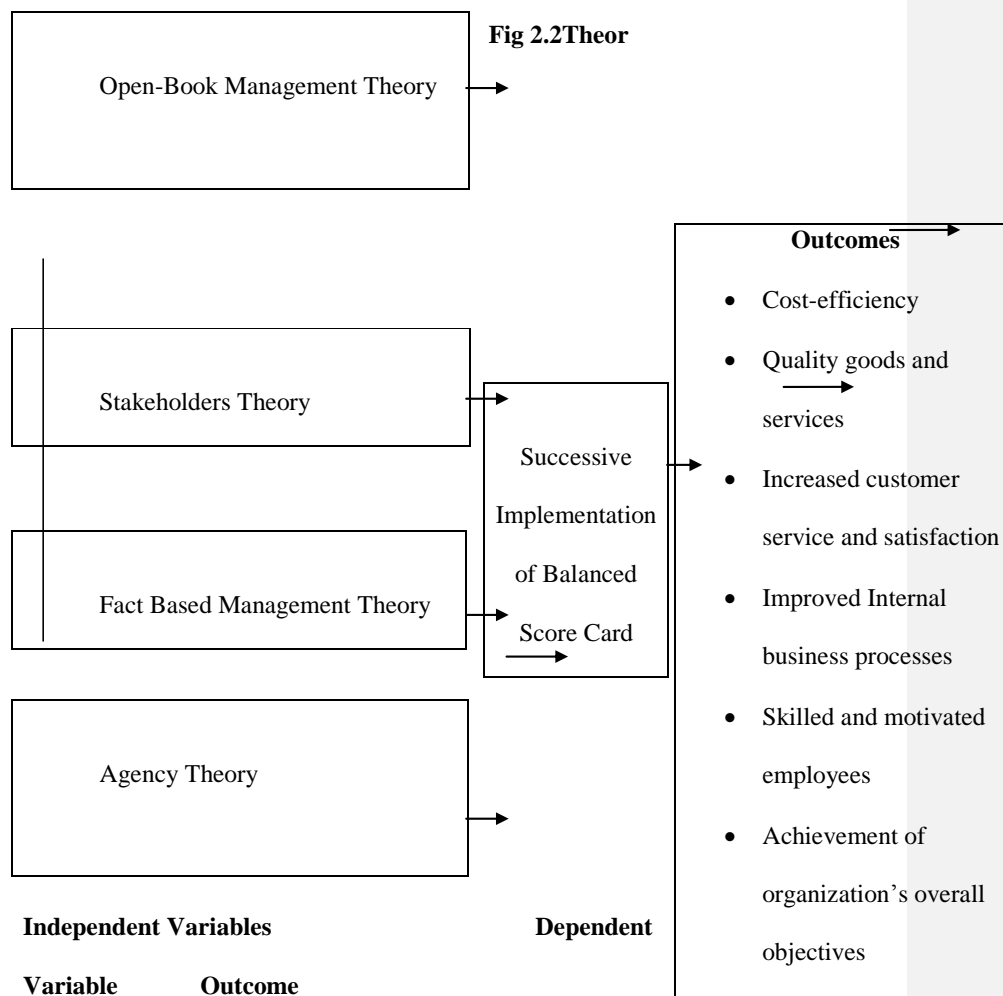 Fig 2.2Theor
Open-Book Management Theory
Stakeholders Theory
Fact Based Management Theory
Agency Theory
Successive
Implementation
of Balanced
Score Card
Outcomes
• Cost-efficiency
• Quality goods and
services
• Increased customer
service and satisfaction
• Improved Internal
business processes
• Skilled and motivated
employees
• Achievement of
organization’s overall
objectives
Independent Variables Dependent
Variable Outcome